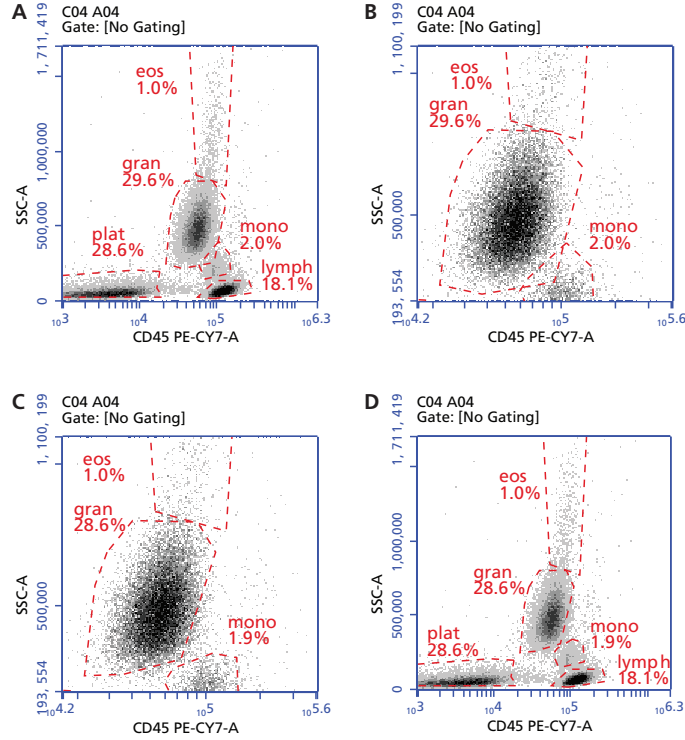 A
C04 A04
Gate: [No Gating]
1, 711, 419
1,000,000
500,000
0
SSC-A
eos
1.0%
gran
29.6%
plat
28.6%
mono
2.0%
lymph
18.1%
10^3
10^4
10^5
10^6.3
CD45 PE-CY7-A
B
C04 A04
Gate: [No Gating]
1, 100, 199
500,000
193, 554
SSC-A
eos
1.0%
gran
29.6%
mono
2.0%
10^4.2
10^5
10^5.6
CD45 PE-CY7-A
C
C04 A04
Gate: [No Gating]
1, 100, 199
500,000
193, 554
SSC-A
eos
1.0%
gran
28.6%
mono
1.9%
10^4.2
10^5
10^5.6
CD45 PE-CY7-A
D
C04 A04
Gate: [No Gating]
1, 711, 419
1,000,000
500,000
0
SSC-A
eos
1.0%
gran
28.6%
plat
28.6%
mono
1.9%
lymph
18.1%
10^3
10^4
10^5
10^6.3
CD45 PE-CY7-A